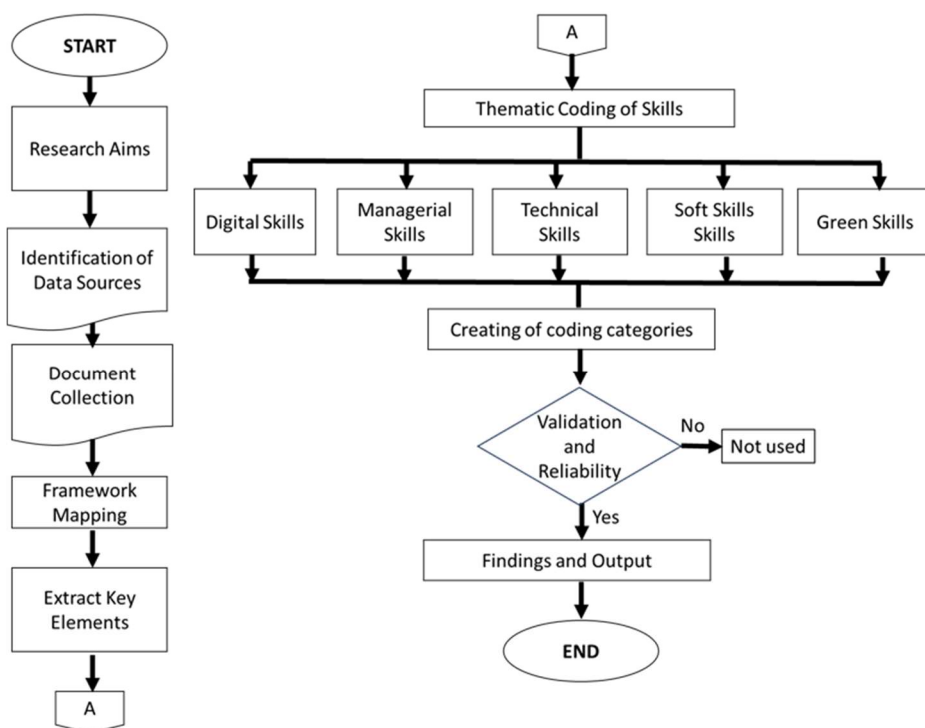 START
Research Aims
Identification of
Data Sources
Document
Collection
Framework
Mapping
Extract Key
Elements
A
A
Thematic Coding of Skills
Digital Skills
Managerial
Skills
Technical
Skills
Soft Skills
Skills
Green Skills
Creating of coding categories
Validation
and
Reliability
No
Not used
Yes
Findings and Output
END